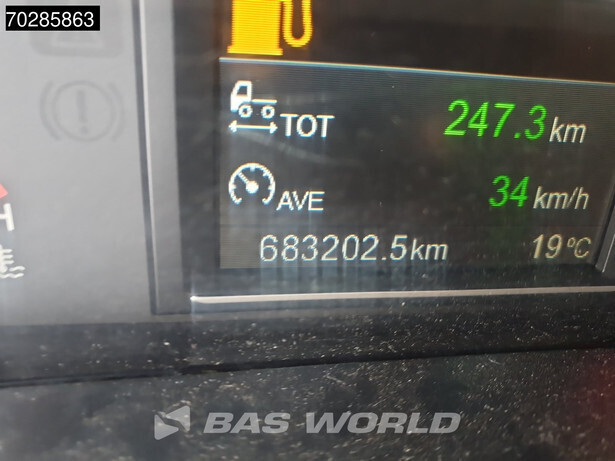 70285863
TOT 247.3 km
AVE 34 km/h
683202.5km 19°C
H
BAS WORLD